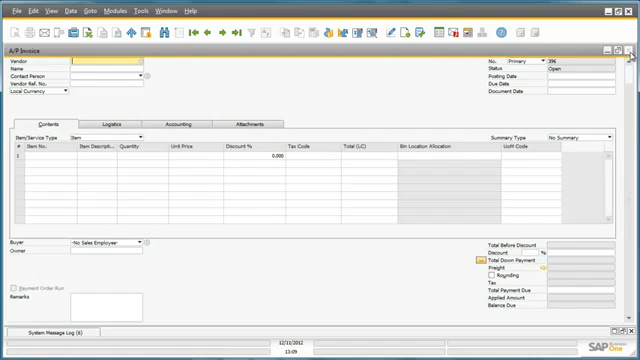 File Edit View Data Goto Modules Tools Window Help
A/P Invoice
Vendor
Name
Contact Person
Vendor Ref. No.
Local Currency
No. Primary 396
Status Open
Posting Date
Due Date
Document Date
Contents Logistics Accounting Attachments
Item/Service Type Item Summary Type No Summary
# Item No. Item Descripti... Quantity Unit Price Discount % Tax Code Total (LC) Bin Location Allocation UoM Code
1 0.000
Buyer -No Sales Employee-
Owner
Payment Order Run
Remarks
Total Before Discount
Discount %
Total Down Payment
Freight
Rounding
Tax
Total Payment Due
Applied Amount
Balance Due
System Message Log (6)
12/11/2012
13:09
SAP Business One